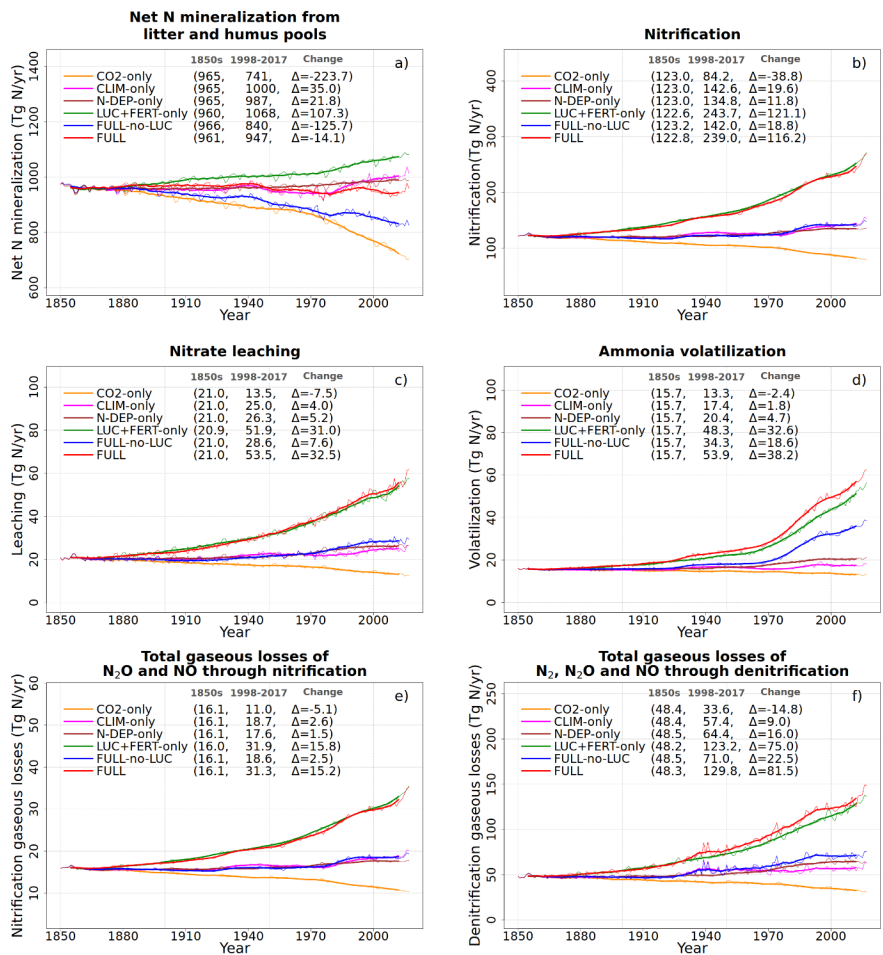 Net N mineralization from
litter and humus pools
1850s 1998-2017 Change
a)
CO2-only (965, 741, Δ=-223.7)
CLIM-only (965, 1000, Δ=35.0)
N-DEP-only (965, 987, Δ=21.8)
LUC+FERT-only (960, 1068, Δ=107.3)
FULL-no-LUC (966, 840, Δ=-125.7)
FULL (961, 947, Δ=-14.1)
Net N mineralization (Tg N/yr)
1400
1200
1000
800
600
1850 1880 1910 1940 1970 2000
Year
Nitrification
1850s 1998-2017 Change
b)
CO2-only (123.0, 84.2, Δ=-38.8)
CLIM-only (123.0, 142.6, Δ=19.6)
N-DEP-only (123.0, 134.8, Δ=11.8)
LUC+FERT-only (122.6, 243.7, Δ=121.1)
FULL-no-LUC (123.2, 142.0, Δ=18.8)
FULL (122.8, 239.0, Δ=116.2)
Nitrification(Tg N/yr)
400
300
200
100
1850 1880 1910 1940 1970 2000
Year
Nitrate leaching
1850s 1998-2017 Change
c)
CO2-only (21.0, 13.5, Δ=-7.5)
CLIM-only (21.0, 25.0, Δ=4.0)
N-DEP-only (21.0, 26.3, Δ=5.2)
LUC+FERT-only (20.9, 51.9, Δ=31.0)
FULL-no-LUC (21.0, 28.6, Δ=7.6)
FULL (21.0, 53.5, Δ=32.5)
Leaching (Tg N/yr)
100
80
60
40
20
0
1850 1880 1910 1940 1970 2000
Year
Ammonia volatilization
1850s 1998-2017 Change
d)
CO2-only (15.7, 13.3, Δ=-2.4)
CLIM-only (15.7, 17.4, Δ=1.8)
N-DEP-only (15.7, 20.4, Δ=4.7)
LUC+FERT-only (15.7, 48.3, Δ=32.6)
FULL-no-LUC (15.7, 34.3, Δ=18.6)
FULL (15.7, 53.9, Δ=38.2)
Volatilization (Tg N/yr)
100
80
60
40
20
0
1850 1880 1910 1940 1970 2000
Year
Total gaseous losses of
N₂O and NO through nitrification
1850s 1998-2017 Change
e)
CO2-only (16.1, 11.0, Δ=-5.1)
CLIM-only (16.1, 18.7, Δ=2.6)
N-DEP-only (16.1, 17.6, Δ=1.5)
LUC+FERT-only (16.0, 31.9, Δ=15.8)
FULL-no-LUC (16.1, 18.6, Δ=2.5)
FULL (16.1, 31.3, Δ=15.2)
Nitrification gaseous losses (Tg N/yr)
60
50
40
30
20
10
1850 1880 1910 1940 1970 2000
Year
Total gaseous losses of
N₂, N₂O and NO through denitrification
1850s 1998-2017 Change
f)
CO2-only (48.4, 33.6, Δ=-14.8)
CLIM-only (48.4, 57.4, Δ=9.0)
N-DEP-only (48.5, 64.4, Δ=16.0)
LUC+FERT-only (48.2, 123.2, Δ=75.0)
FULL-no-LUC (48.5, 71.0, Δ=22.5)
FULL (48.3, 129.8, Δ=81.5)
Denitrification gaseous losses (Tg N/yr)
250
200
150
100
50
0
1850 1880 1910 1940 1970 2000
Year